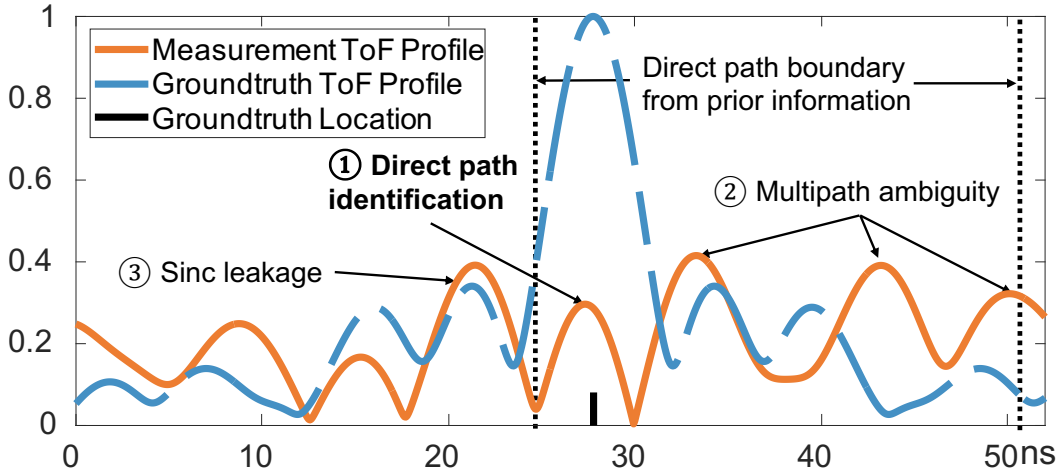 1
Measurement ToF Profile
Groundtruth ToF Profile
Groundtruth Location
Direct path boundary
from prior information
0.8
0.6
① Direct path
identification
② Multipath ambiguity
0.4
③ Sinc leakage
0.2
0
0 10 20 30 40 50 ns